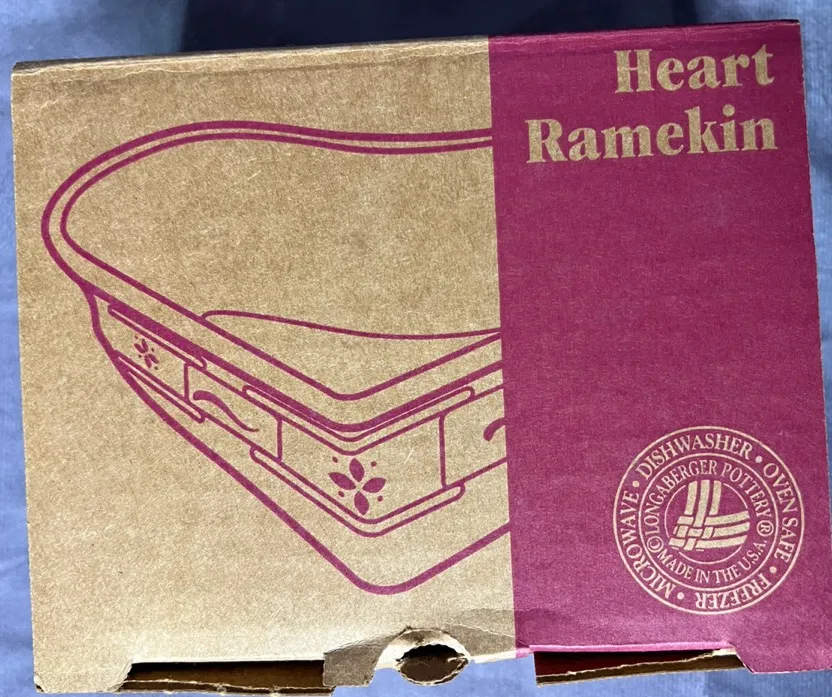 Heart
Ramekin
MICROWAVE • DISHWASHER • OVEN SAFE • FREEZER •
© LONGABERGER POTTERY ®
MADE IN THE U.S.A.